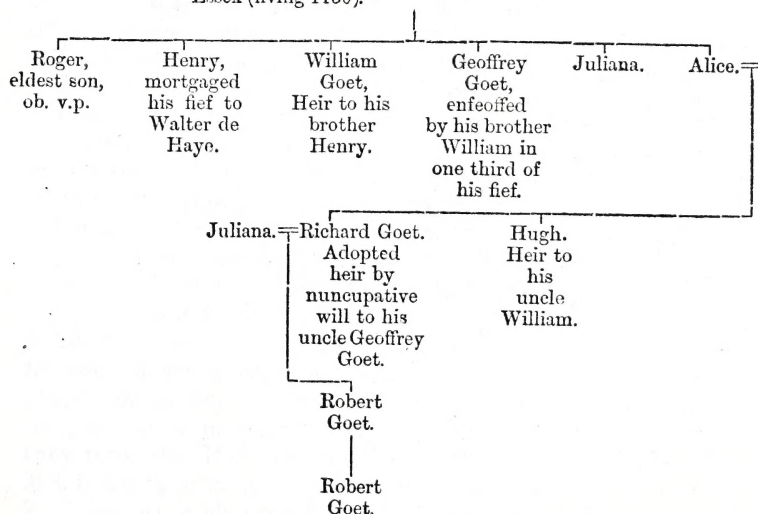 Roger,
eldest son,
ob. v.p.
Henry,
mortgaged
his fief to
Walter de
Haye.
William
Goet,
Heir to his
brother
Henry.
Geoffrey
Goet,
enfeoffed
by his brother
William in
one third of
his fief.
Juliana.
Alice.
Juliana.
Richard Goet.
Adopted
heir by
nuncupative
will to his
uncle Geoffrey
Goet.
Hugh.
Heir to
his
uncle
William.
Robert
Goet.
Robert
Goet.